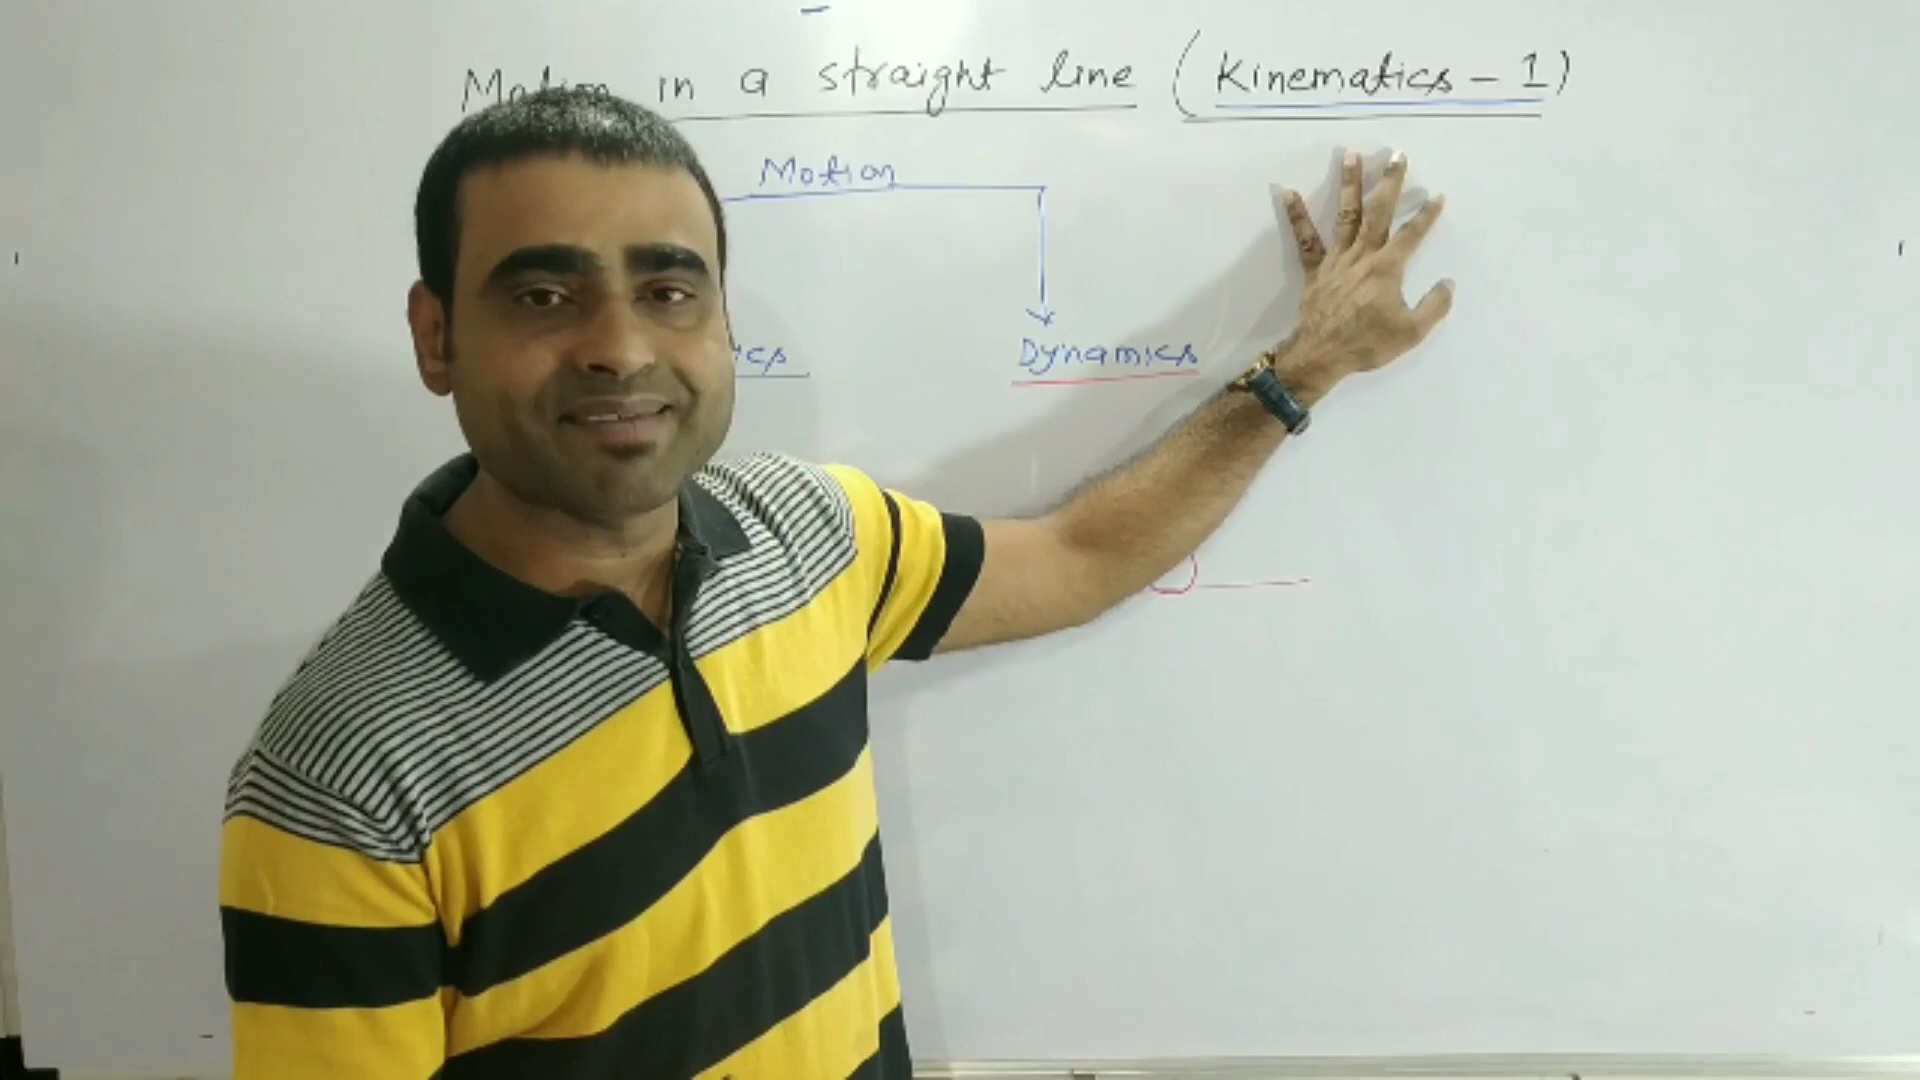 Motion in a straight line (Kinematics - 1)
Motion
Dynamics